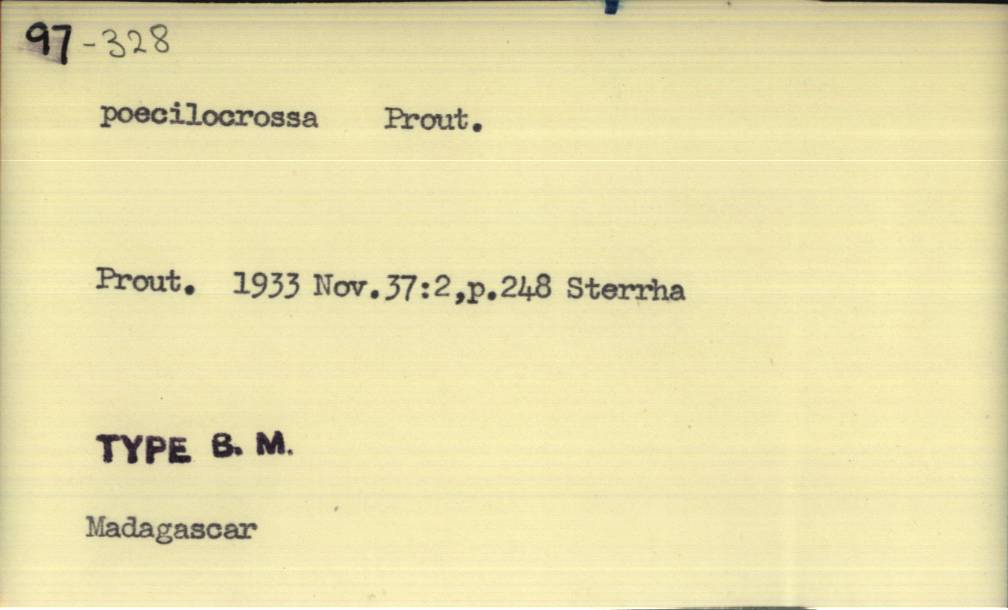 97-328
poecilocrossa Prout.
Prout. 1933 Nov.37:2,p.248 Sterrha
TYPE B. M.
Madagascar